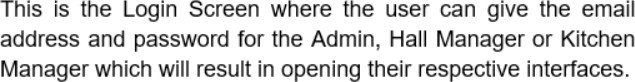 This is the Login Screen where the user can give the email
address and password for the Admin, Hall Manager or Kitchen
Manager which will result in opening their respective interfaces.